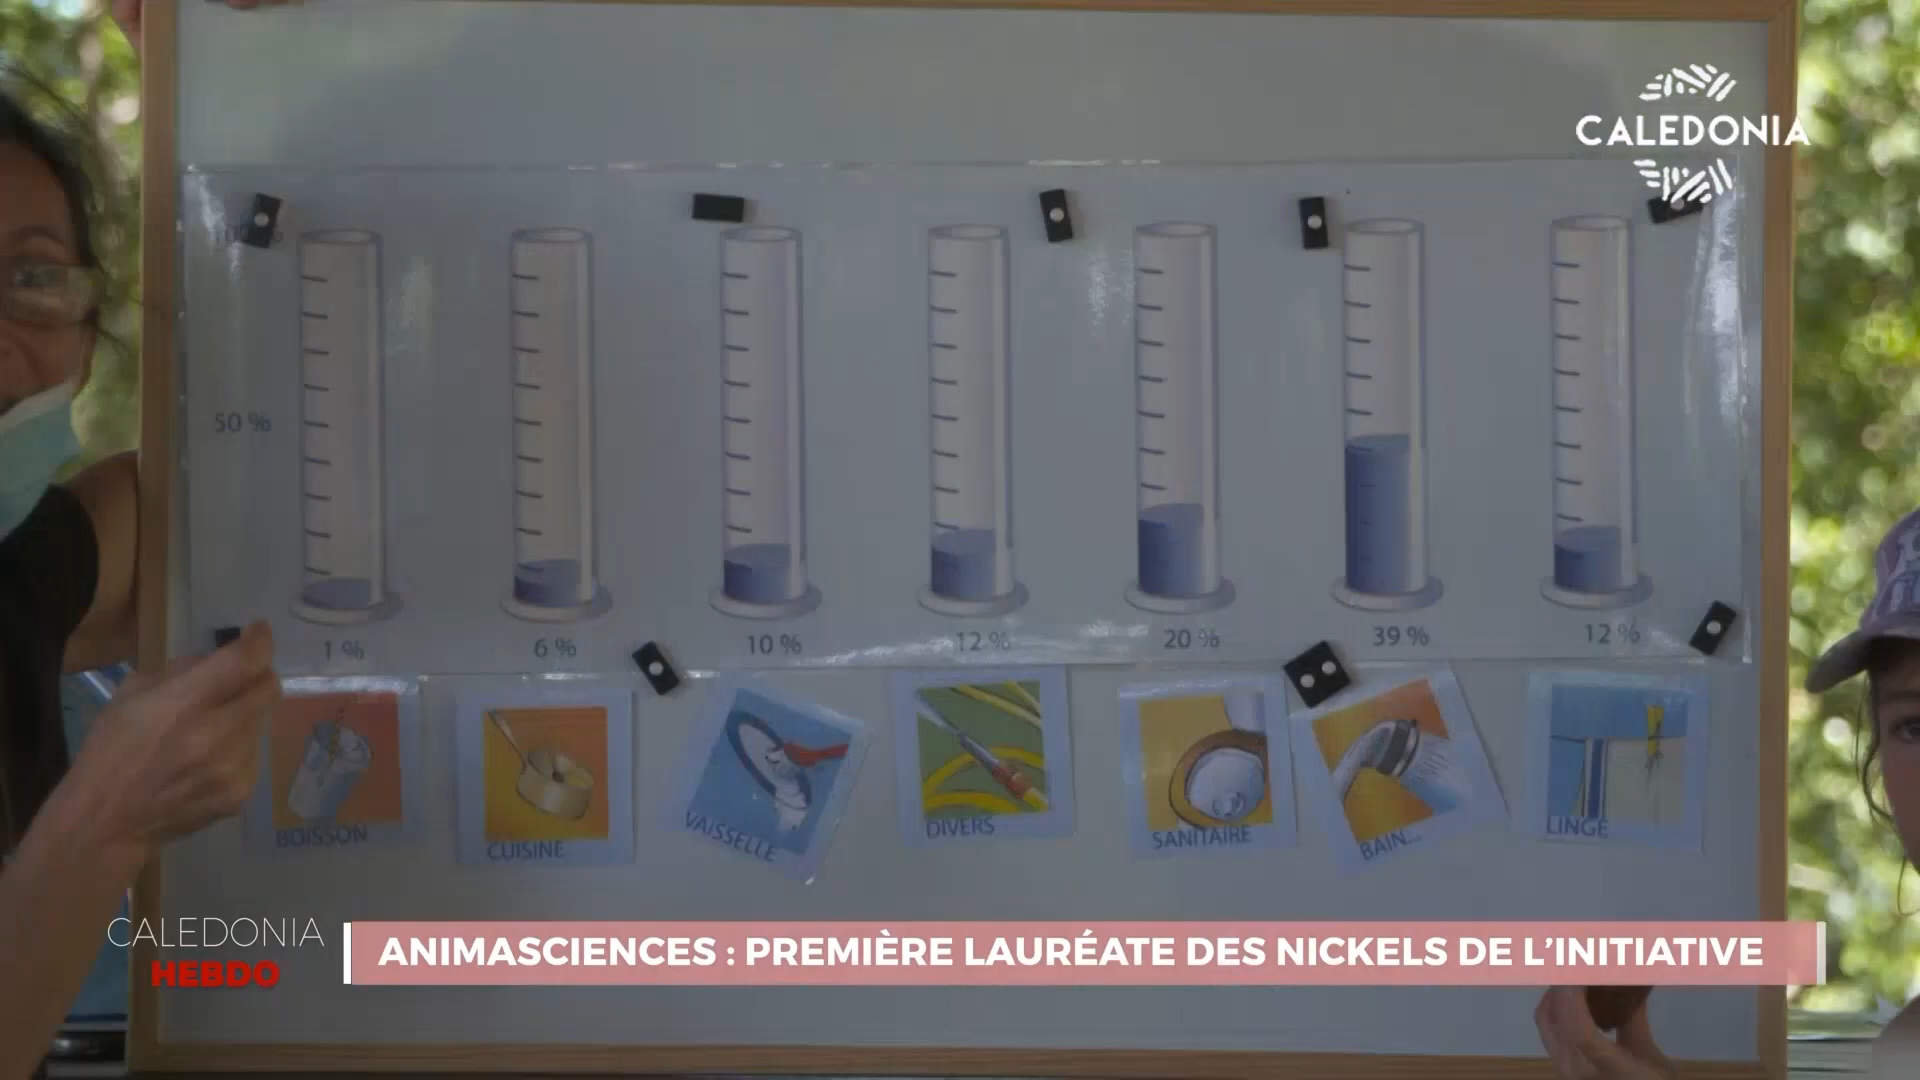 CALEDONIA
50 %
1 %
6 %
10 %
12 %
20 %
39 %
12 %
BOISSON
CUISINE
VAISSELLE
DIVERS
SANITAIRE
BAIN...
LINGE
CALEDONIA
HEBDO
ANIMASCIENCES : PREMIÈRE LAURÉATE DES NICKELS DE L’INITIATIVE